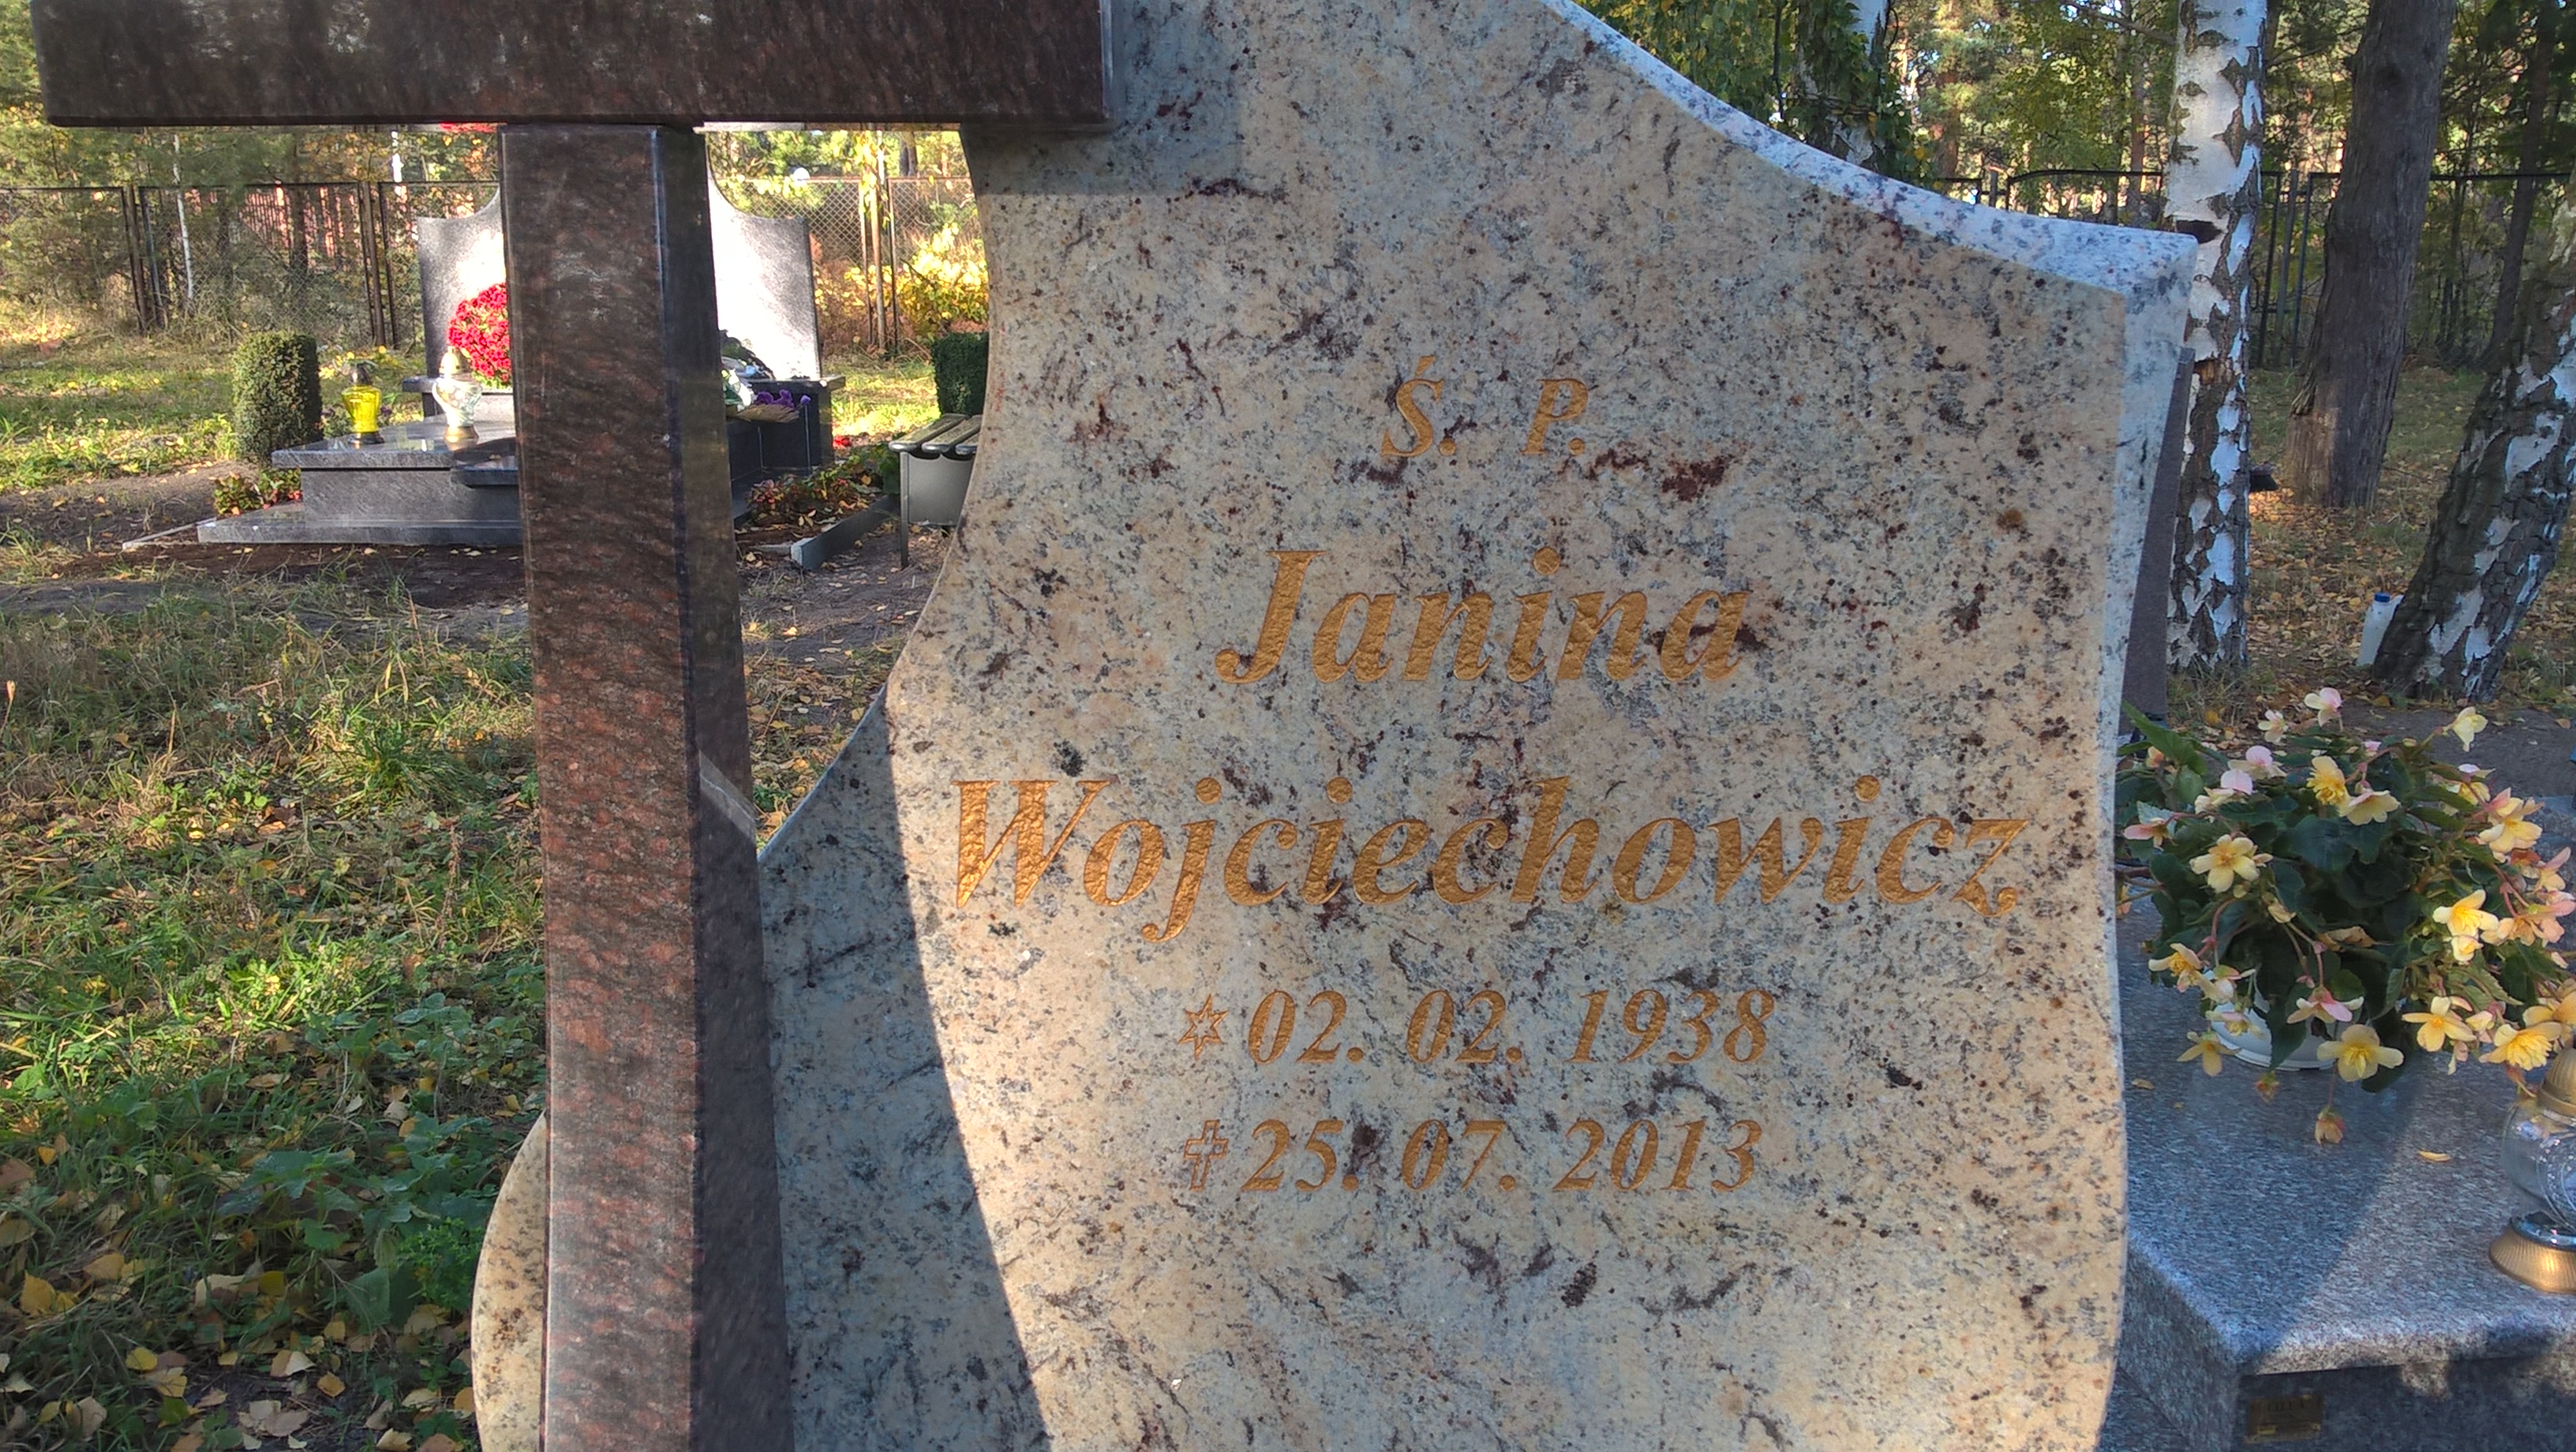 Ś. P.
Janina
Wojciechowicz
✡ 02. 02. 1938
✝ 25. 07. 2013